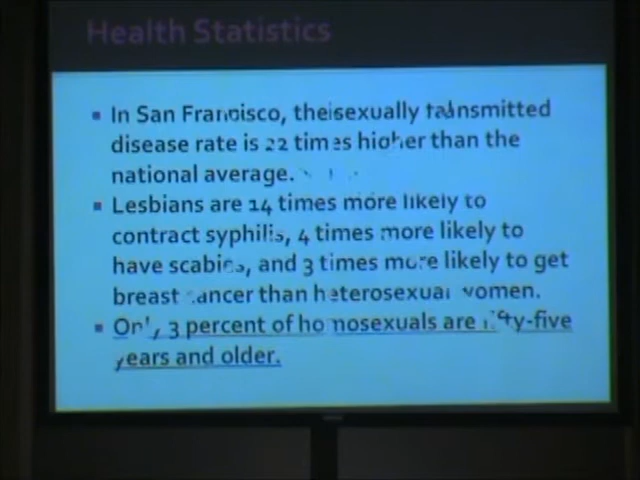 Health Statistics
In San Francisco, the sexually transmitted
disease rate is 22 times higher than the
national average.
Lesbians are 14 times more likely to
contract syphilis, 4 times more likely to
have scabies, and 3 times more likely to get
breast cancer than heterosexual women.
Only 3 percent of homosexuals are fifty-five
years and older.